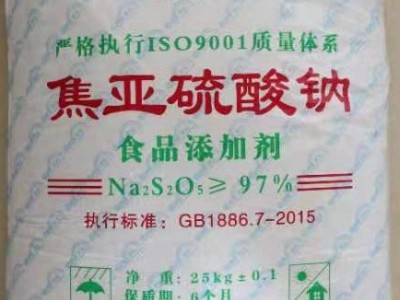 严格执行ISO9001质量体系
焦亚硫酸钠
食品添加剂
Na₂S₂O₅≥97%
执行标准：GB1886.7-2015
净 重：25kg±0.1
保质期：6个月